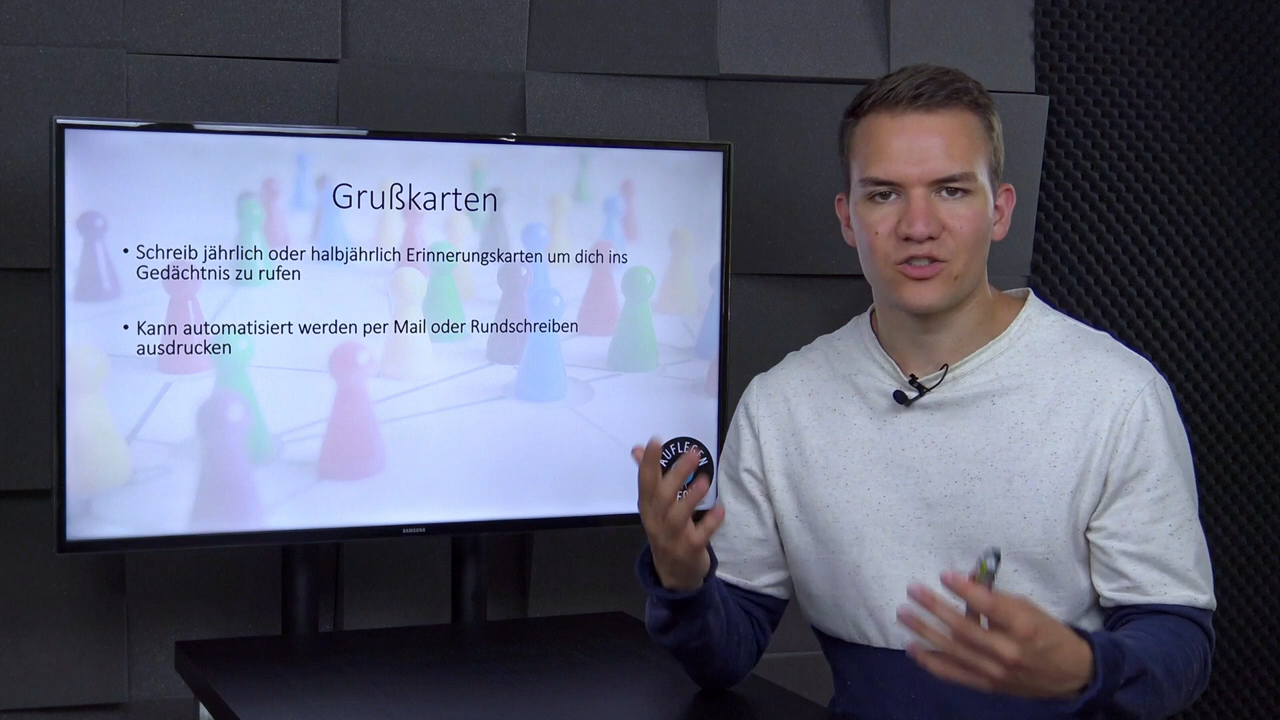 Grußkarten
• Schreib jährlich oder halbjährlich Erinnerungskarten um dich ins
Gedächtnis zu rufen
• Kann automatisiert werden per Mail oder Rundschreiben
ausdrucken
AUFLEGEN
SAMSUNG